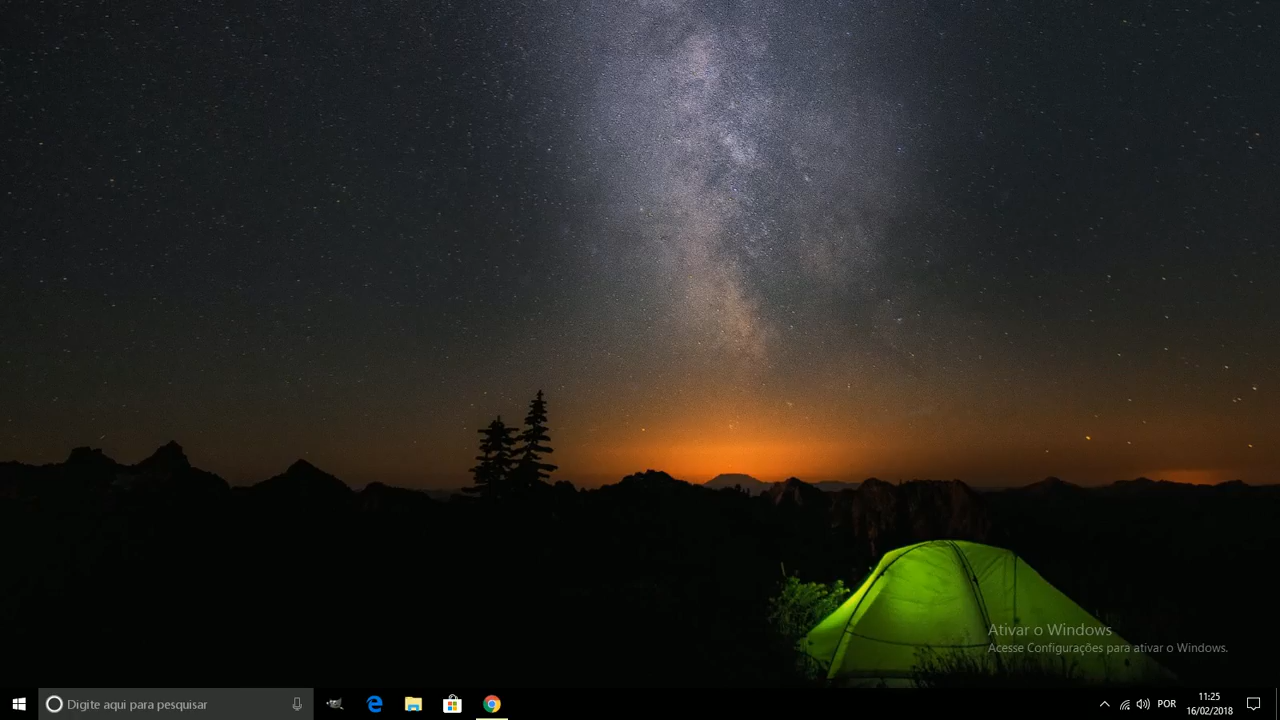 Ativar o Windows
Acesse Configurações para ativar o Windows.
Digite aqui para pesquisar
POR
11:25
16/02/2018